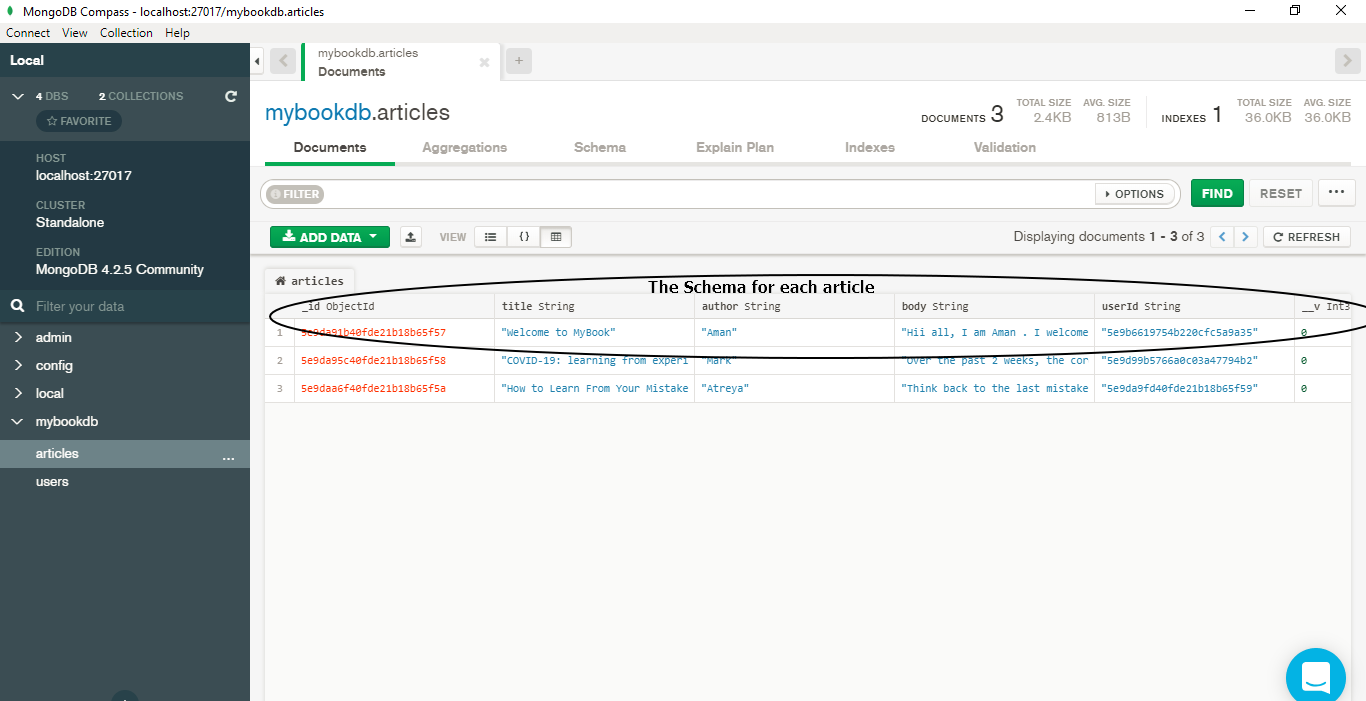 MongoDB Compass - localhost:27017/mybookdb.articles
Connect View Collection Help
Local
4 DBS 2 COLLECTIONS
FAVORITE
HOST
localhost:27017
CLUSTER
Standalone
EDITION
MongoDB 4.2.5 Community
Filter your data
admin
config
local
mybookdb
articles ...
users
mybookdb.articles
Documents
+
mybookdb.articles
DOCUMENTS 3 TOTAL SIZE 2.4KB AVG. SIZE 813B INDEXES 1 TOTAL SIZE 36.0KB AVG. SIZE 36.0KB
Documents Aggregations Schema Explain Plan Indexes Validation
FILTER OPTIONS FIND RESET ...
ADD DATA VIEW {} Displaying documents 1 - 3 of 3 REFRESH
articles
The Schema for each article
_id ObjectId title String author String body String userId String __v Int3
1 5e9da91b40fde21b18b65f57 "Welcome to MyBook" "Aman" "Hii all, I am Aman . I welcome "5e9b6619754b220cfc5a9a35" 0
2 5e9da95c40fde21b18b65f58 "COVID-19: learning from experi "Mark" "Over the past 2 weeks, the cor "5e9d99b5766a0c03a47794b2" 0
3 5e9daa6f40fde21b18b65f5a "How to Learn From Your Mistake "Atreya" "Think back to the last mistake "5e9da9fd40fde21b18b65f59" 0